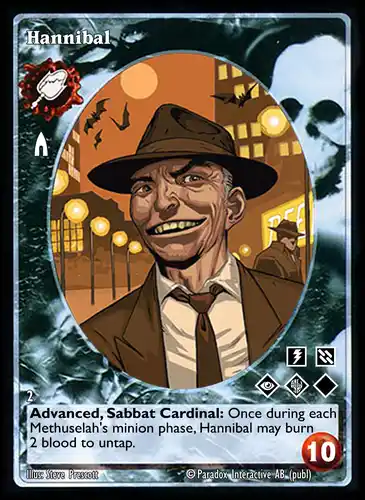 Hannibal
2
Advanced, Sabbat Cardinal: Once during each
Methuselah's minion phase, Hannibal may burn
2 blood to untap.
10
Illus: Steve Prescott
© Paradox Interactive AB (publ)